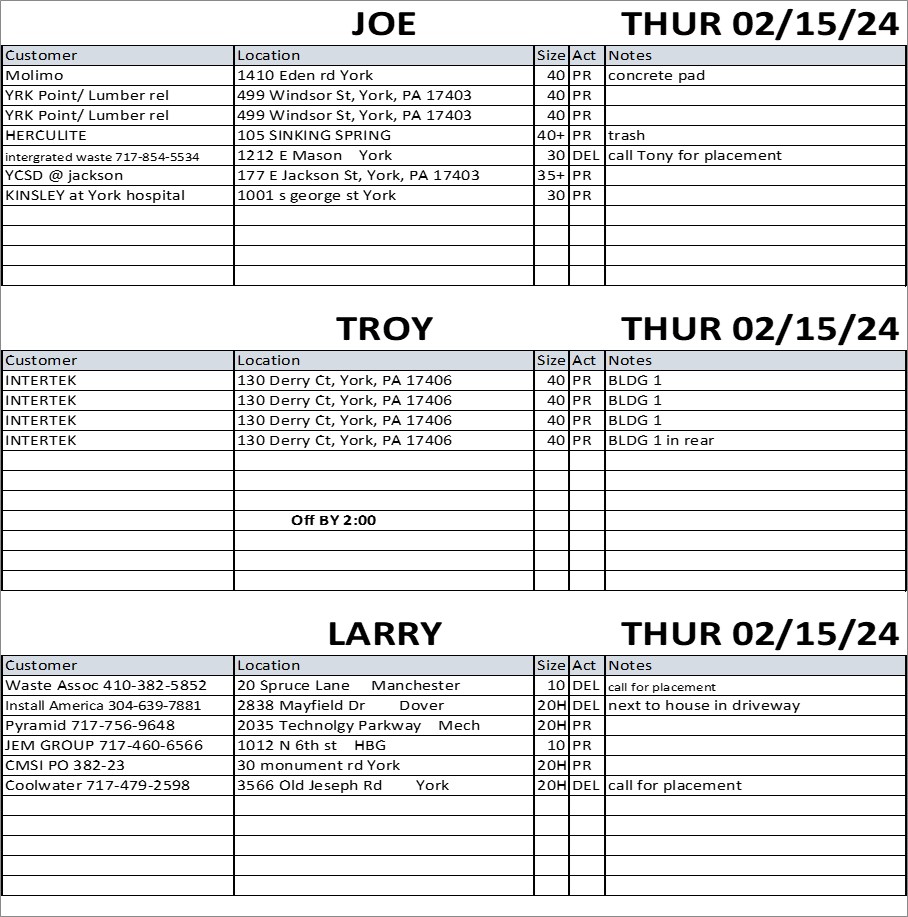 JOE THUR 02/15/24
Customer Location Size Act Notes
Molimo 1410 Eden rd York 40 PR concrete pad
YRK Point/ Lumber rel 499 Windsor St, York, PA 17403 40 PR
YRK Point/ Lumber rel 499 Windsor St, York, PA 17403 40 PR
HERCULITE 105 SINKING SPRING 40+ PR trash
intergrated waste 717-854-5534 1212 E Mason York 30 DEL call Tony for placement
YCSD @ jackson 177 E Jackson St, York, PA 17403 35+ PR
KINSLEY at York hospital 1001 s george st York 30 PR
TROY THUR 02/15/24
Customer Location Size Act Notes
INTERTEK 130 Derry Ct, York, PA 17406 40 PR BLDG 1
INTERTEK 130 Derry Ct, York, PA 17406 40 PR BLDG 1
INTERTEK 130 Derry Ct, York, PA 17406 40 PR BLDG 1
INTERTEK 130 Derry Ct, York, PA 17406 40 PR BLDG 1 in rear
Off BY 2:00
LARRY THUR 02/15/24
Customer Location Size Act Notes
Waste Assoc 410-382-5852 20 Spruce Lane Manchester 10 DEL call for placement
Install America 304-639-7881 2838 Mayfield Dr Dover 20H DEL next to house in driveway
Pyramid 717-756-9648 2035 Technolgy Parkway Mech 20H PR
JEM GROUP 717-460-6566 1012 N 6th st HBG 10 PR
CMSI PO 382-23 30 monument rd York 20H PR
Coolwater 717-479-2598 3566 Old Jeseph Rd York 20H DEL call for placement